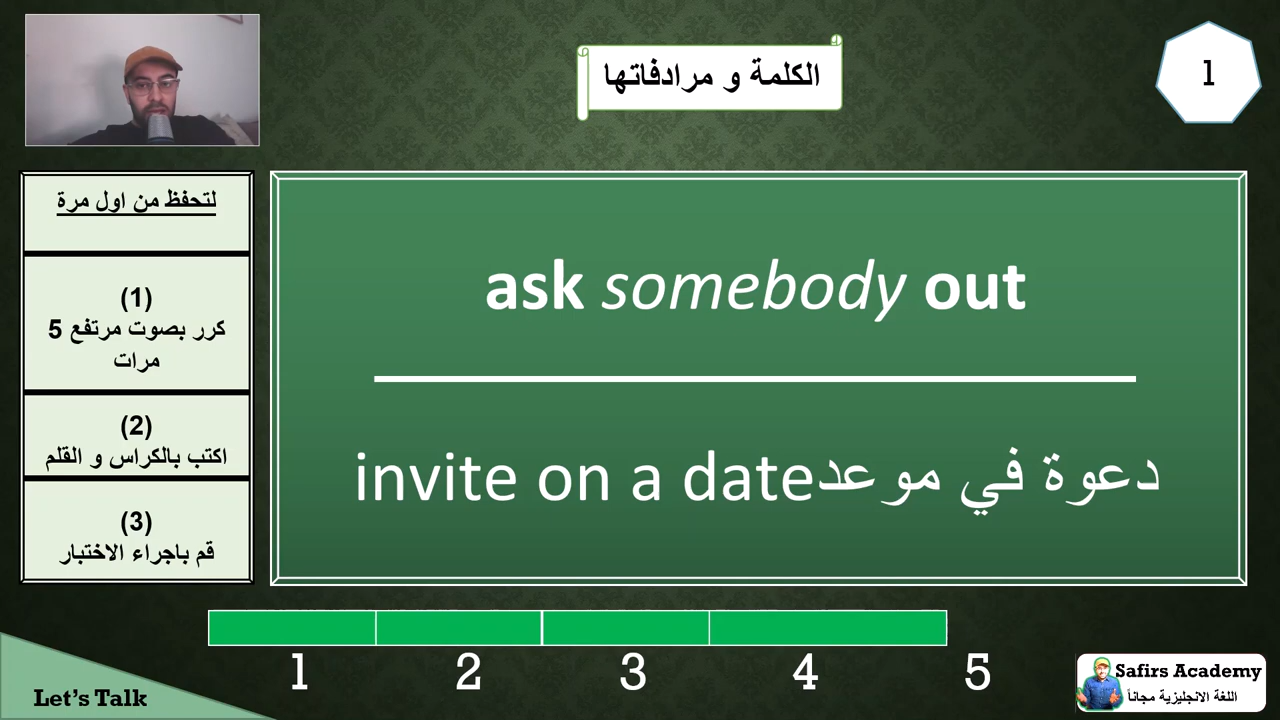 الكلمة و مرادفاتها
1
لتحفظ من اول مرة
(1)
كرر بصوت مرتفع 5
مرات
(2)
اكتب بالكراس و القلم
(3)
قم باجراء الاختبار
ask somebody out
invite on a date دعوة في موعد
1 2 3 4 5
Let's Talk
Safirs Academy
اللغة الانجليزية مجاناً